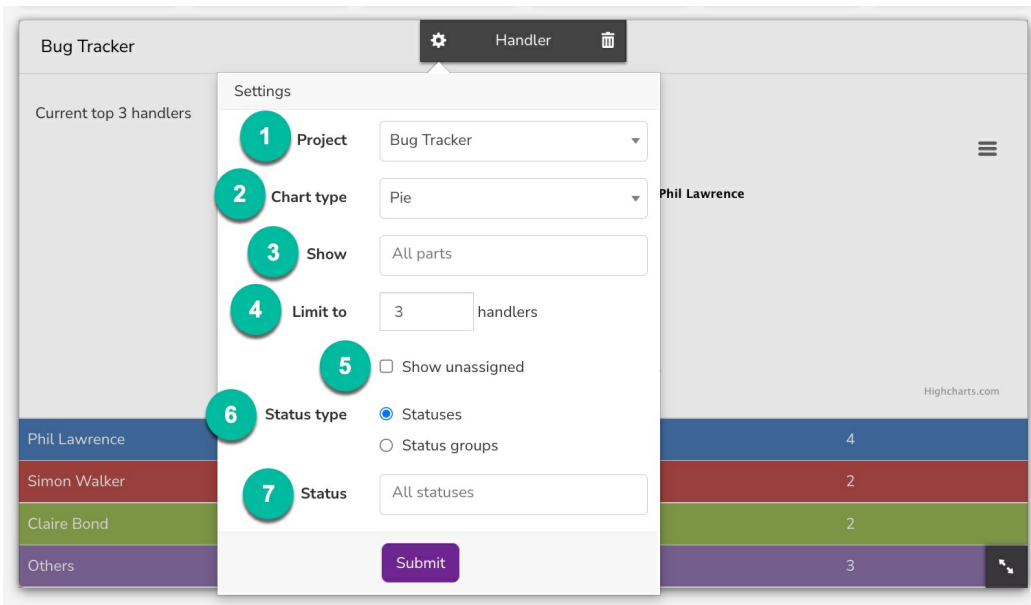 Bug Tracker
Handler
Settings
Current top 3 handlers
1 Project Bug Tracker
2 Chart type Pie
Phil Lawrence
3 Show All parts
4 Limit to 3 handlers
5 Show unassigned
Highcharts.com
6 Status type Statuses
Status groups
Phil Lawrence 4
Simon Walker 2
7 Status All statuses
Claire Bond 2
Submit
Others 3